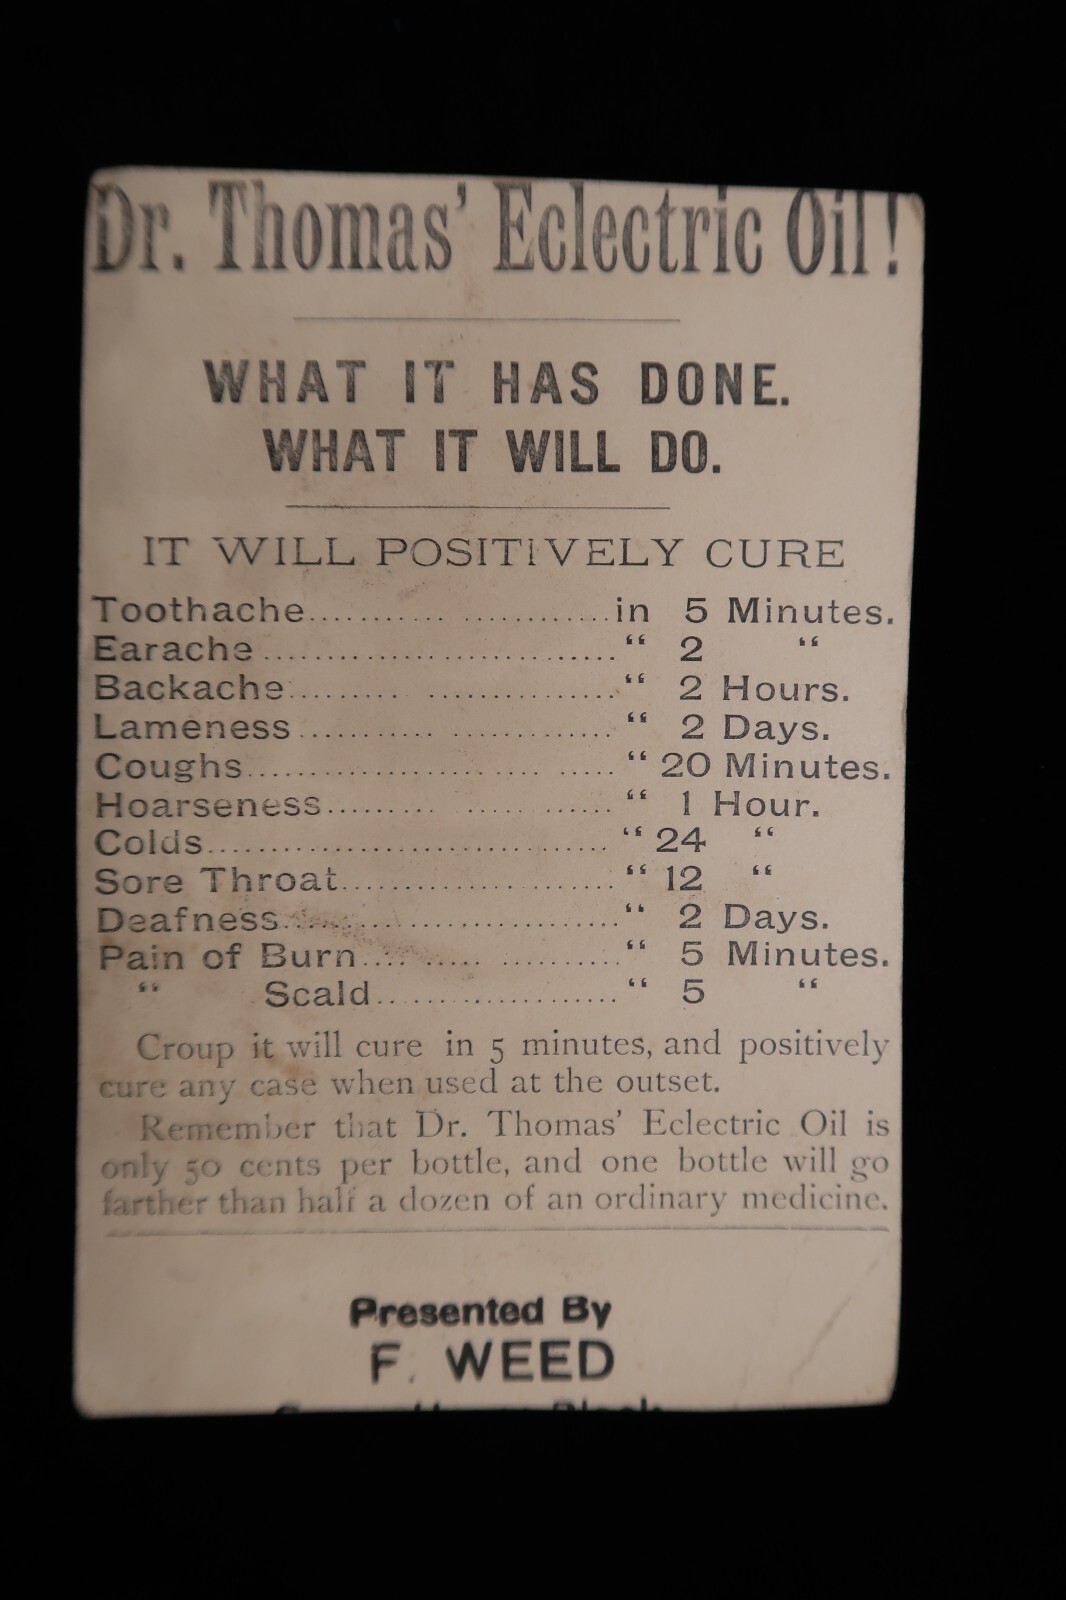 Dr. Thomas' Eclectric Oil!
WHAT IT HAS DONE.
WHAT IT WILL DO.
IT WILL POSITIVELY CURE
Toothache........................in 5 Minutes.
Earache..........................." 2 "
Backache.........................." 2 Hours.
Lameness.........................." 2 Days.
Coughs............................" 20 Minutes.
Hoarseness........................" 1 Hour.
Colds............................." 24 "
Sore Throat......................." 12 "
Deafness.........................." 2 Days.
Pain of Burn......................" 5 Minutes.
" Scald..................." 5 "
Croup it will cure in 5 minutes, and positively
cure any case when used at the outset.
Remember that Dr. Thomas' Eclectric Oil is
only 50 cents per bottle, and one bottle will go
farther than half a dozen of an ordinary medicine.
Presented By
F. WEED